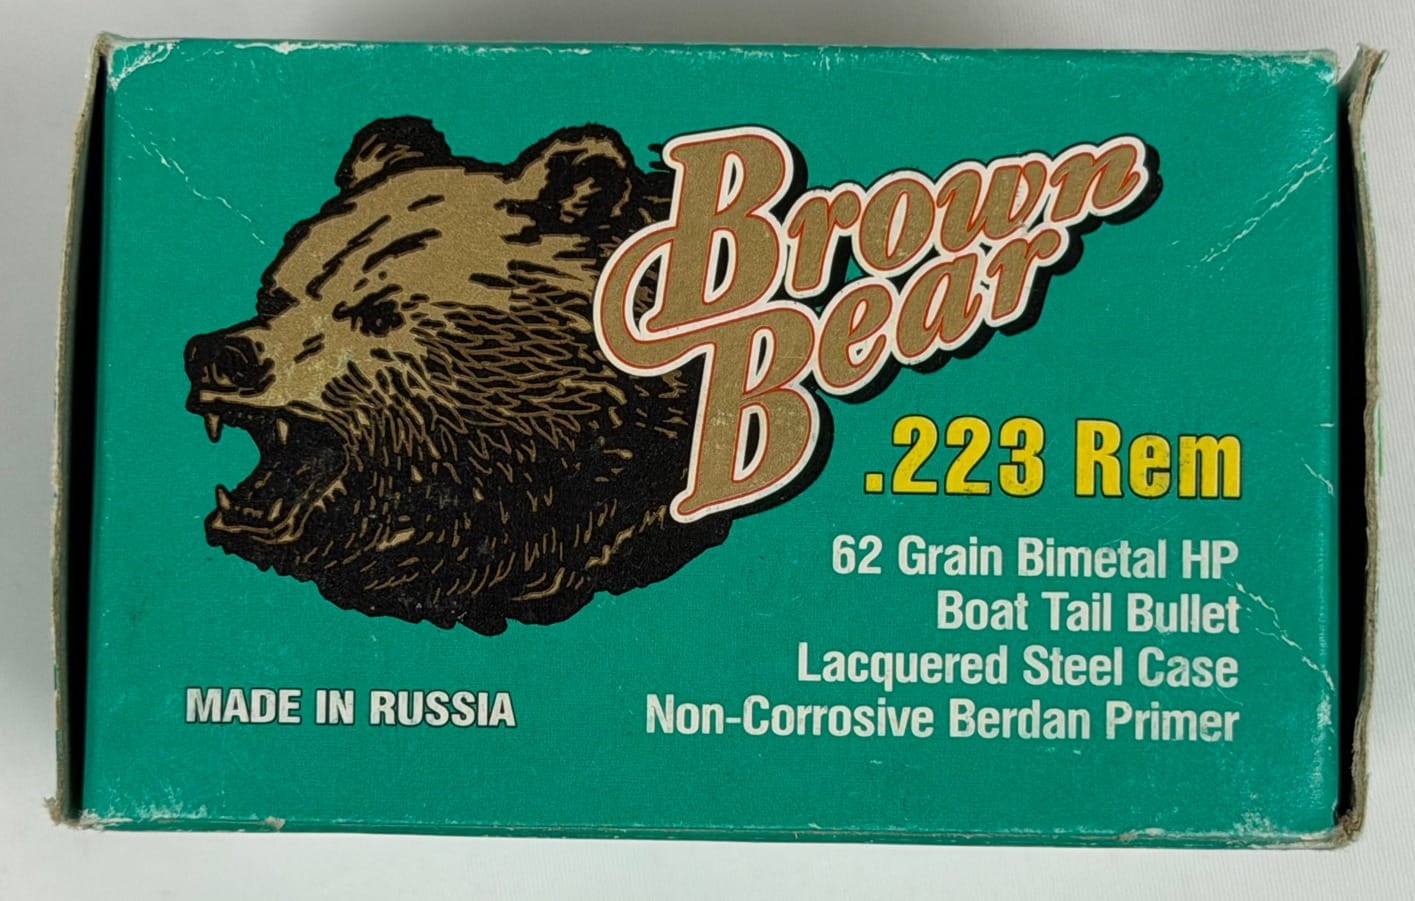 Brown
Bear
.223 Rem
62 Grain Bimetal HP
Boat Tail Bullet
Lacquered Steel Case
Non-Corrosive Berdan Primer
MADE IN RUSSIA